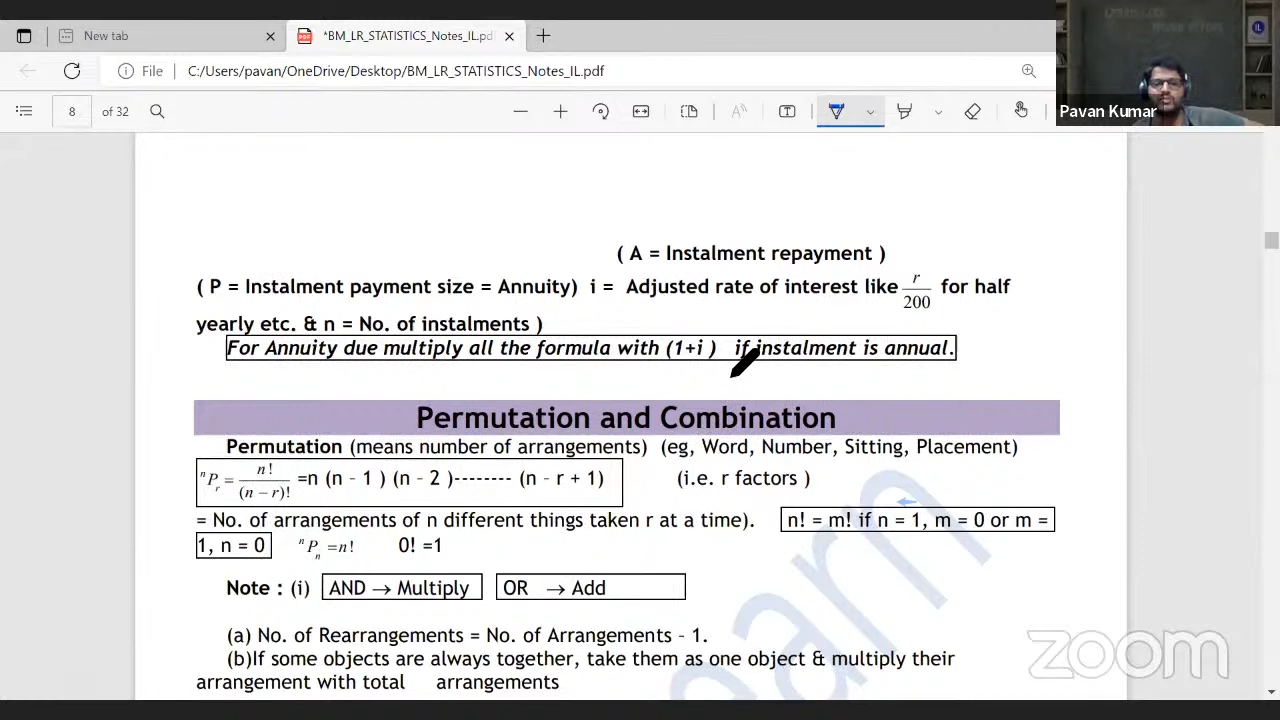 New tab
*BM_LR_STATISTICS_Notes_IL.pdf
File C:/Users/pavan/OneDrive/Desktop/BM_LR_STATISTICS_Notes_IL.pdf
8 of 32
IL
Pavan Kumar
( A = Instalment repayment )
( P = Instalment payment size = Annuity) i = Adjusted rate of interest like r/200 for half
yearly etc. & n = No. of instalments )
For Annuity due multiply all the formula with (1+i ) if instalment is annual.
Permutation and Combination
Permutation (means number of arrangements) (eg, Word, Number, Sitting, Placement)
ⁿPᵣ = n!/(n−r)! =n (n - 1 ) (n - 2 )-------- (n - r + 1) (i.e. r factors )
= No. of arrangements of n different things taken r at a time). n! = m! if n = 1, m = 0 or m =
1, n = 0 ⁿPₙ = n! 0! =1
Note : (i) AND → Multiply OR → Add
(a) No. of Rearrangements = No. of Arrangements - 1.
(b)If some objects are always together, take them as one object & multiply their
arrangement with total arrangements
earn
zoom